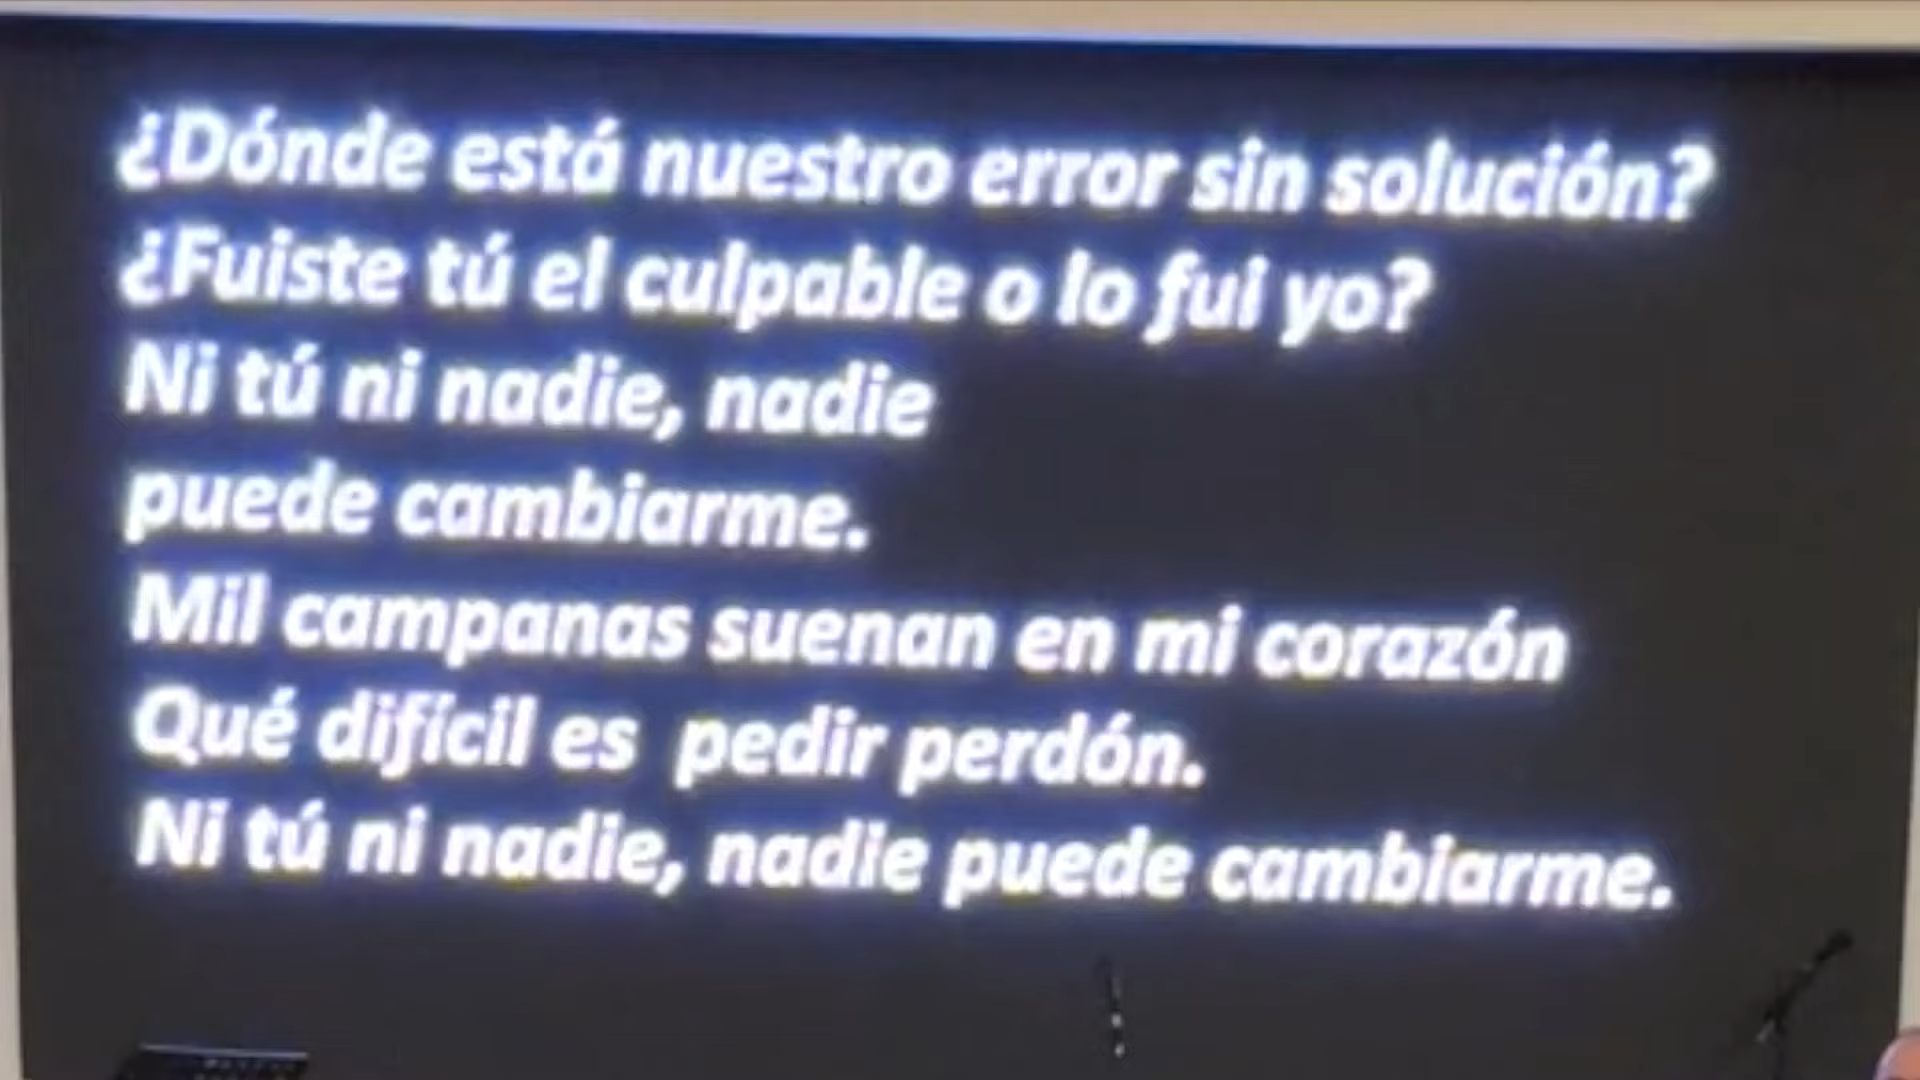 ¿Dónde está nuestro error sin solución?
¿Fuiste tú el culpable o lo fui yo?
Ni tú ni nadie, nadie
puede cambiarme.
Mil campanas suenan en mi corazón
Qué difícil es  pedir perdón.
Ni tú ni nadie, nadie puede cambiarme.